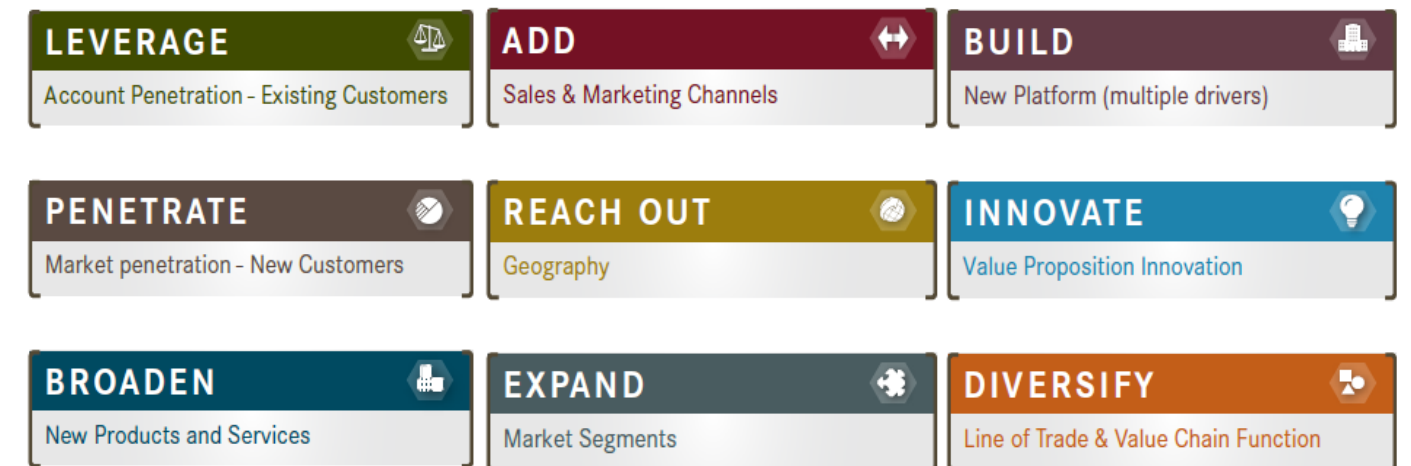 LEVERAGE
Account Penetration - Existing Customers
ADD
Sales & Marketing Channels
BUILD
New Platform (multiple drivers)
PENETRATE
Market penetration - New Customers
REACH OUT
Geography
INNOVATE
Value Proposition Innovation
BROADEN
New Products and Services
EXPAND
Market Segments
DIVERSIFY
Line of Trade & Value Chain Function